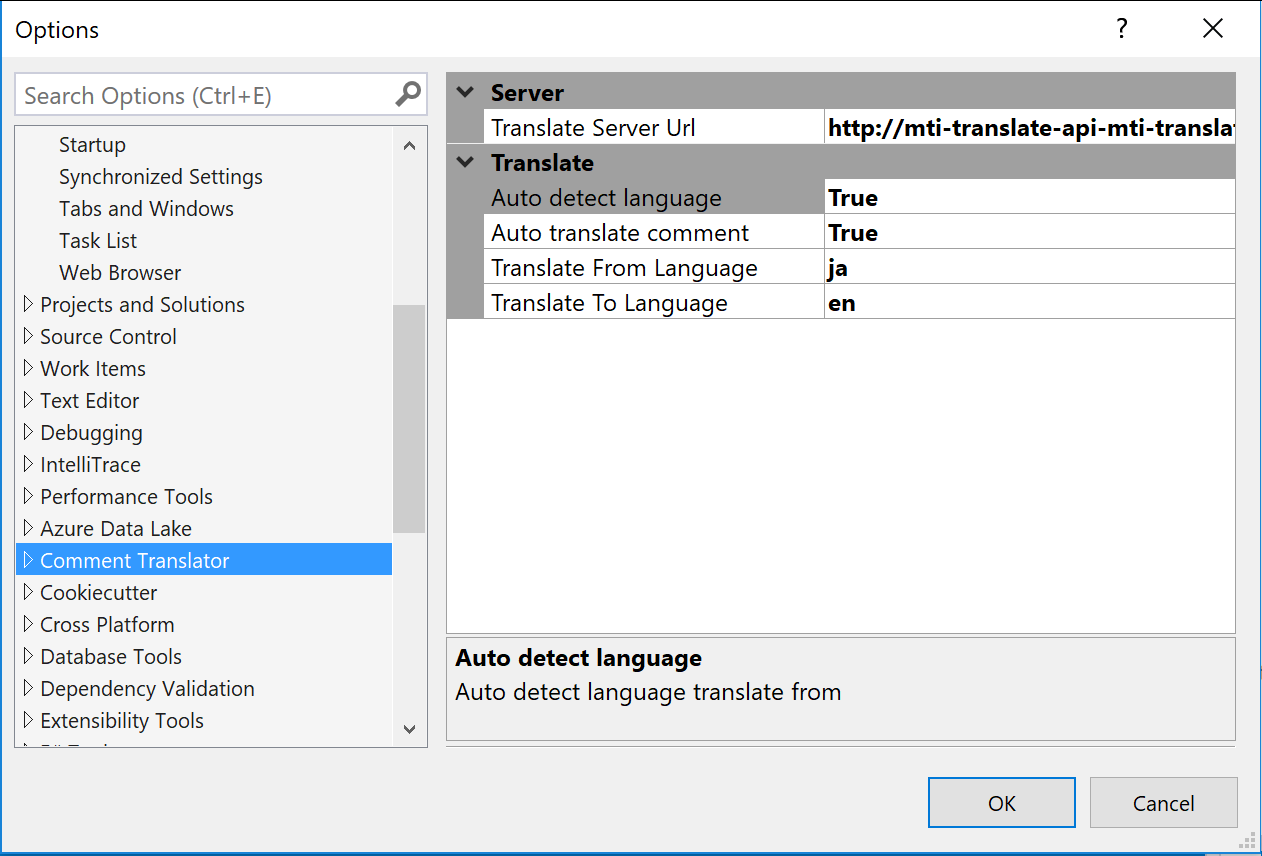 Options
?
Search Options (Ctrl+E)
Startup
Synchronized Settings
Tabs and Windows
Task List
Web Browser
Projects and Solutions
Source Control
Work Items
Text Editor
Debugging
IntelliTrace
Performance Tools
Azure Data Lake
Comment Translator
Cookiecutter
Cross Platform
Database Tools
Dependency Validation
Extensibility Tools
Server
Translate Server Url http://mti-translate-api-mti-transla
Translate
Auto detect language True
Auto translate comment True
Translate From Language ja
Translate To Language en
Auto detect language
Auto detect language translate from
OK Cancel